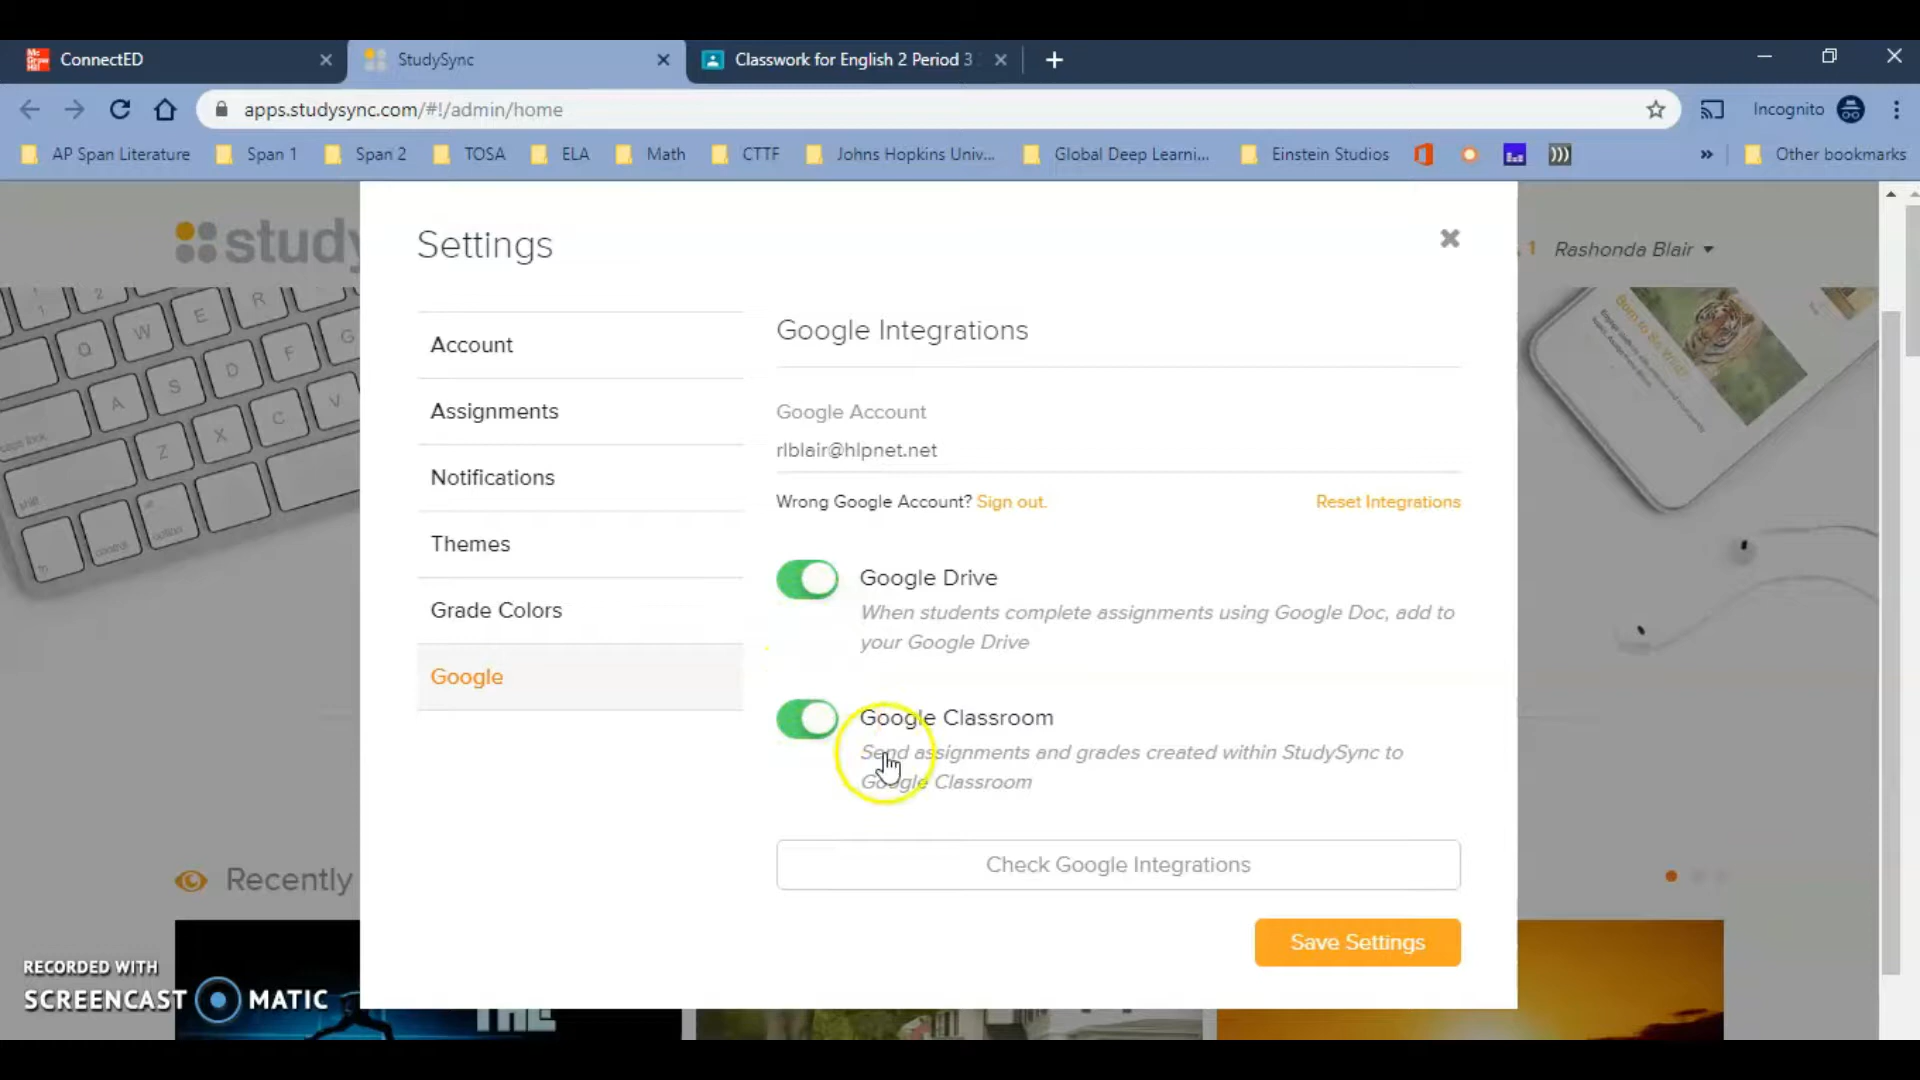 ConnectED
StudySync
Classwork for English 2 Period 3
apps.studysync.com/#!/admin/home
Incognito
AP Span Literature
Span 1
Span 2
TOSA
ELA
Math
CTTF
Johns Hopkins Univ...
Global Deep Learni...
Einstein Studios
»
Other bookmarks
study
1
Rashonda Blair
Settings
Account
Assignments
Notifications
Themes
Grade Colors
Google
Google Integrations
Google Account
rlblair@hlpnet.net
Wrong Google Account? Sign out.
Reset Integrations
Google Drive
When students complete assignments using Google Doc, add to
your Google Drive
Google Classroom
Send assignments and grades created within StudySync to
Google Classroom
Check Google Integrations
Save Settings
Recently
THE
RECORDED WITH
SCREENCAST MATIC